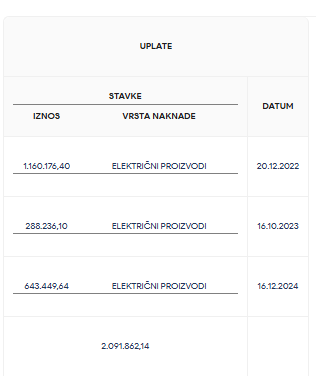 UPLATE
STAVKE
DATUM
IZNOS VRSTA NAKNADE
1.160.176,40 ELEKTRIČNI PROIZVODI 20.12.2022
288.236,10 ELEKTRIČNI PROIZVODI 16.10.2023
643.449,64 ELEKTRIČNI PROIZVODI 16.12.2024
2.091.862,14